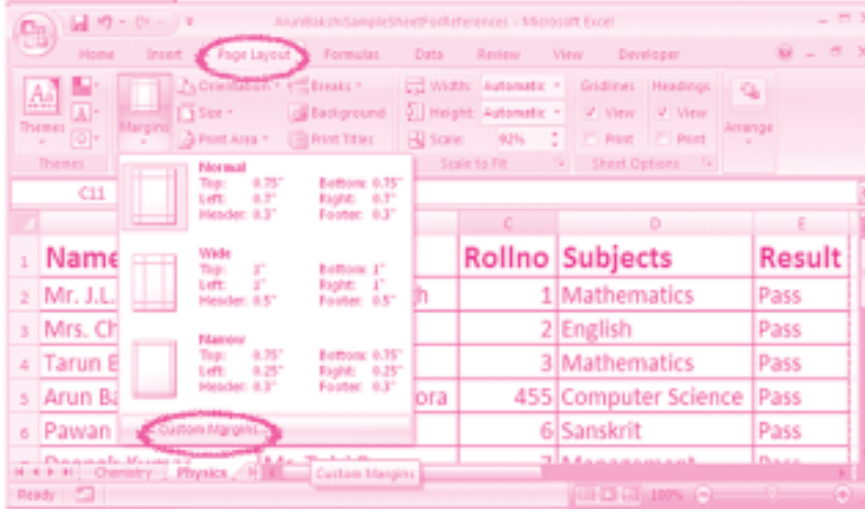 ArunBakshiSampleSheetForReferences - Microsoft Excel
Home Insert Page Layout Formulas Data Review View Developer
Themes
Margins
Orientation
Size
Print Area
Breaks
Background
Print Titles
Width: Automatic
Height: Automatic
Scale: 92%
Gridlines Headings
View View
Print Print
Arrange
Themes Scale to Fit Sheet Options
C11
Normal
Top: 0.75" Bottom: 0.75"
Left: 0.7" Right: 0.7"
Header: 0.3" Footer: 0.3"
Wide
Top: 1" Bottom: 1"
Left: 1" Right: 1"
Header: 0.5" Footer: 0.5"
Narrow
Top: 0.75" Bottom: 0.75"
Left: 0.25" Right: 0.25"
Header: 0.3" Footer: 0.3"
Custom Margins...
C D E
1 Name Rollno Subjects Result
2 Mr. J.L. 1 Mathematics Pass
3 Mrs. Ch 2 English Pass
4 Tarun B 3 Mathematics Pass
5 Arun Ba ora 455 Computer Science Pass
6 Pawan 6 Sanskrit Pass
Chemistry Physics
Custom Margins
Ready 100%